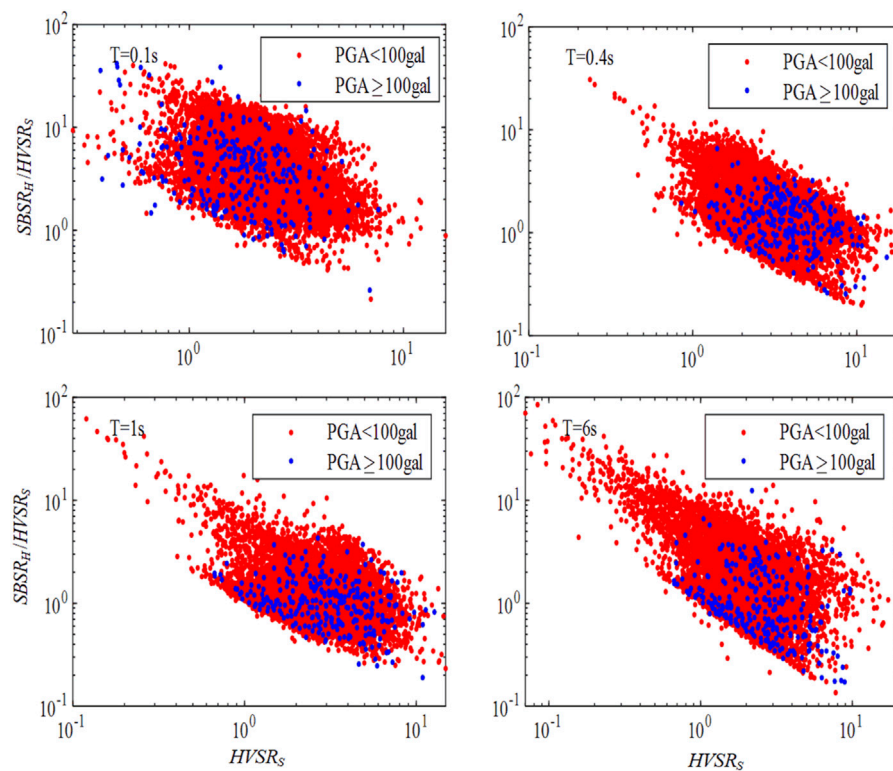 10²
T=0.1s
PGA<100gal
PGA≥100gal
10¹
SBSR_H/HVSR_S
10⁰
10⁻¹
10⁰
10¹
10²
T=0.4s
PGA<100gal
PGA≥100gal
10¹
10⁰
10⁻¹
10⁻¹
10⁰
10¹
10²
T=1s
PGA<100gal
PGA≥100gal
10¹
SBSR_H/HVSR_S
10⁰
10⁻¹
10⁻¹
10⁰
10¹
HVSR_S
10²
T=6s
PGA<100gal
PGA≥100gal
10¹
10⁰
10⁻¹
10⁻¹
10⁰
10¹
HVSR_S